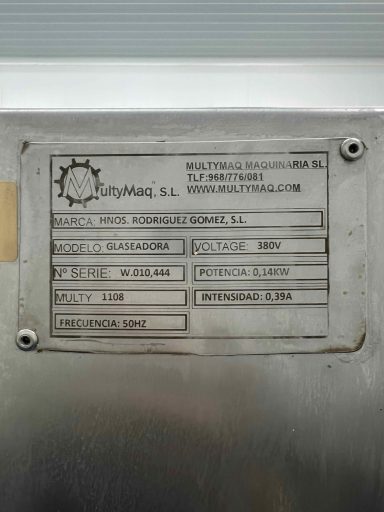 MULTYMAQ MAQUINARIA SL.
TLF:968/776/081
MultyMaq, S.L. WWW.MULTYMAQ.COM
MARCA: HNOS. RODRIGUEZ GOMEZ, S.L.
MODELO: GLASEADORA VOLTAGE: 380V
Nº SERIE: W.010,444 POTENCIA: 0,14KW
MULTY 1108 INTENSIDAD: 0,39A
FRECUENCIA: 50HZ